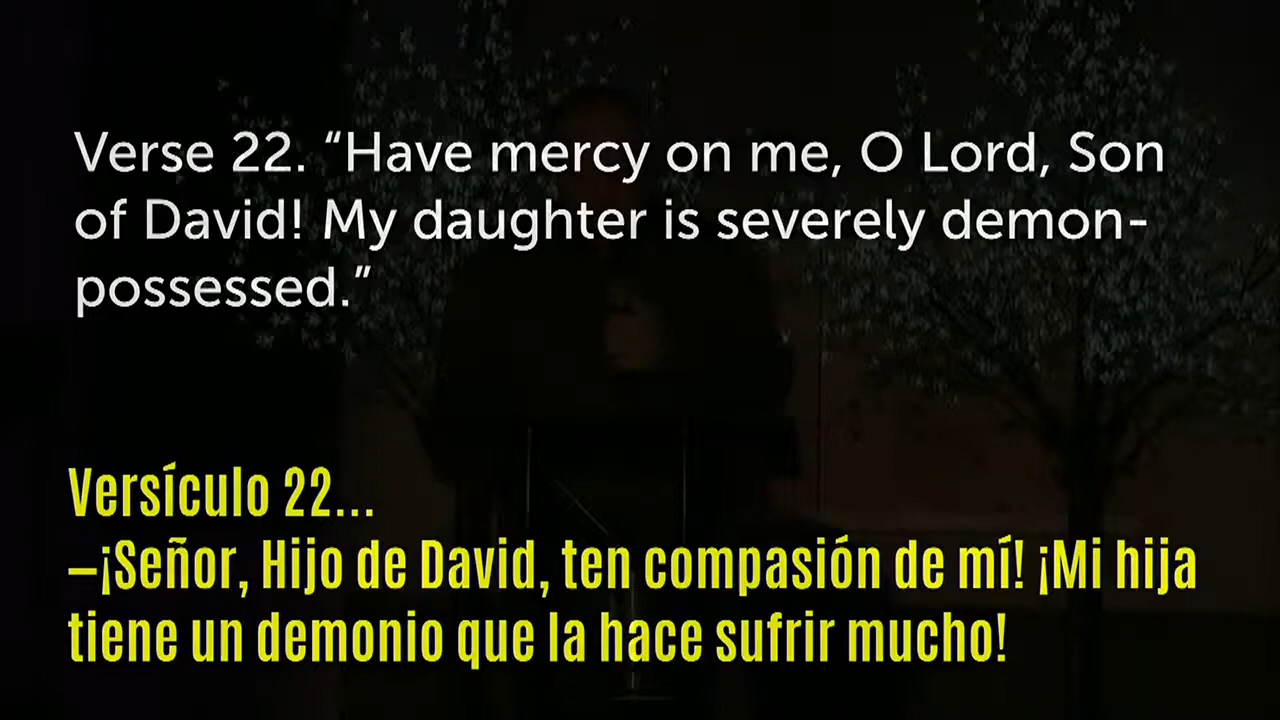 Verse 22. “Have mercy on me, O Lord, Son
of David! My daughter is severely demon-
possessed.”
Versículo 22...
–¡Señor, Hijo de David, ten compasión de mí! ¡Mi hija
tiene un demonio que la hace sufrir mucho!